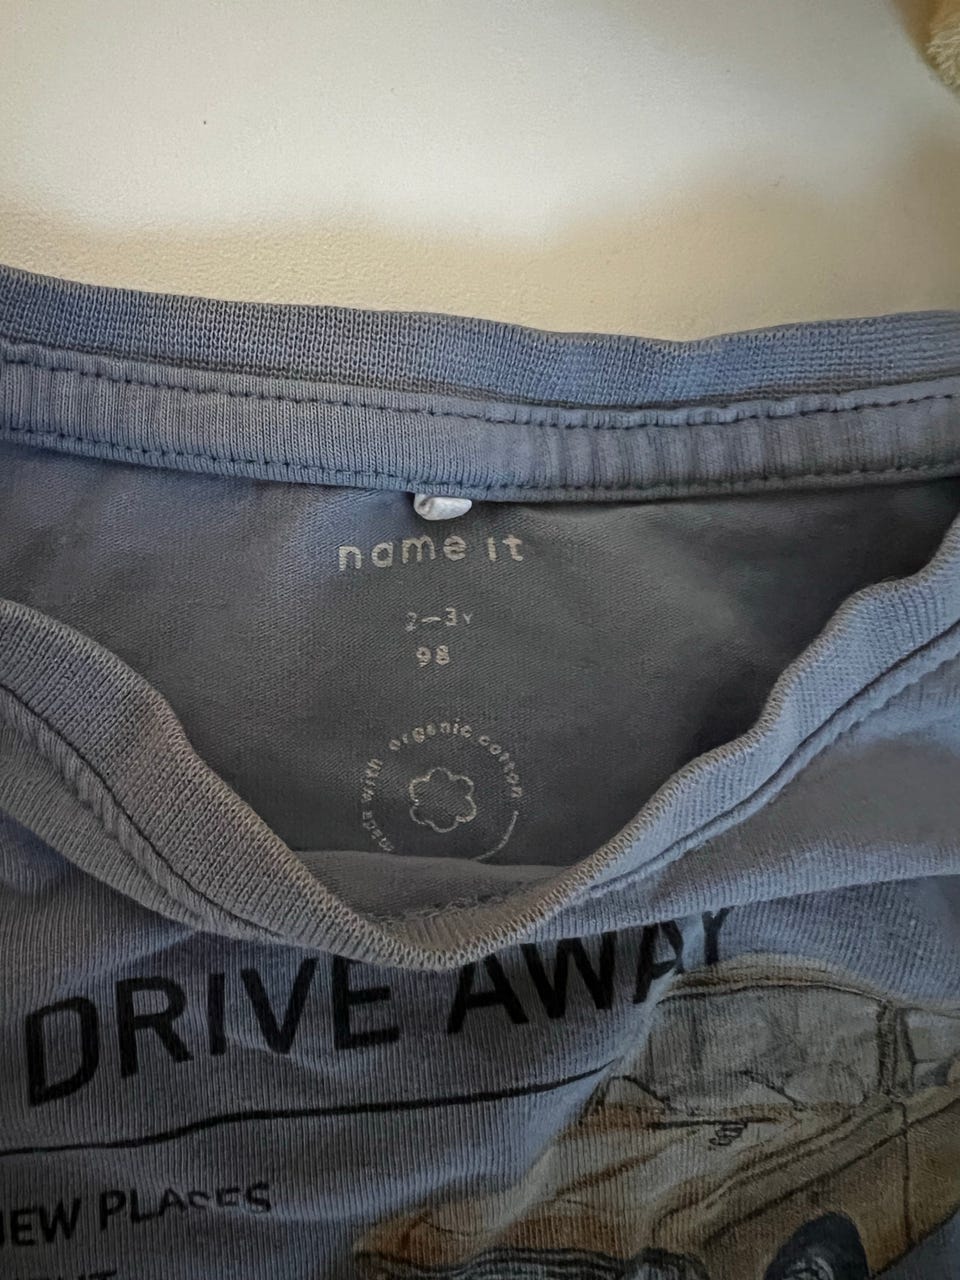 name it
2-3Y
98
made with organic cotton
DRIVE AWAY
NEW PLACES